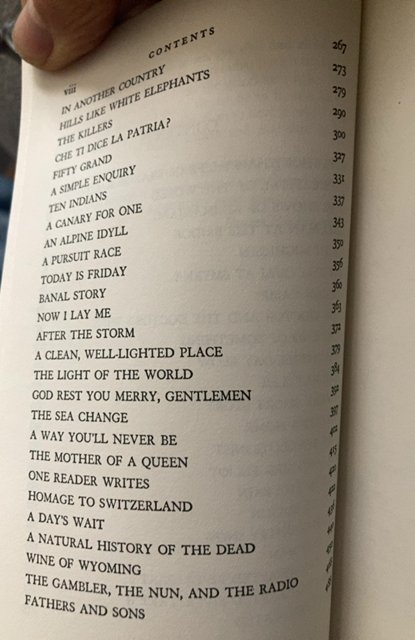 viii CONTENTS
IN ANOTHER COUNTRY 267
HILLS LIKE WHITE ELEPHANTS 273
THE KILLERS 279
CHE TI DICE LA PATRIA? 290
FIFTY GRAND 300
A SIMPLE ENQUIRY 327
TEN INDIANS 331
A CANARY FOR ONE 337
AN ALPINE IDYLL 343
A PURSUIT RACE 350
TODAY IS FRIDAY 356
BANAL STORY 360
NOW I LAY ME 363
AFTER THE STORM 372
A CLEAN, WELL-LIGHTED PLACE 379
THE LIGHT OF THE WORLD 384
GOD REST YOU MERRY, GENTLEMEN 392
THE SEA CHANGE 397
A WAY YOU'LL NEVER BE 402
THE MOTHER OF A QUEEN 415
ONE READER WRITES 420
HOMAGE TO SWITZERLAND 422
A DAY'S WAIT
A NATURAL HISTORY OF THE DEAD
WINE OF WYOMING
THE GAMBLER, THE NUN, AND THE RADIO
FATHERS AND SONS